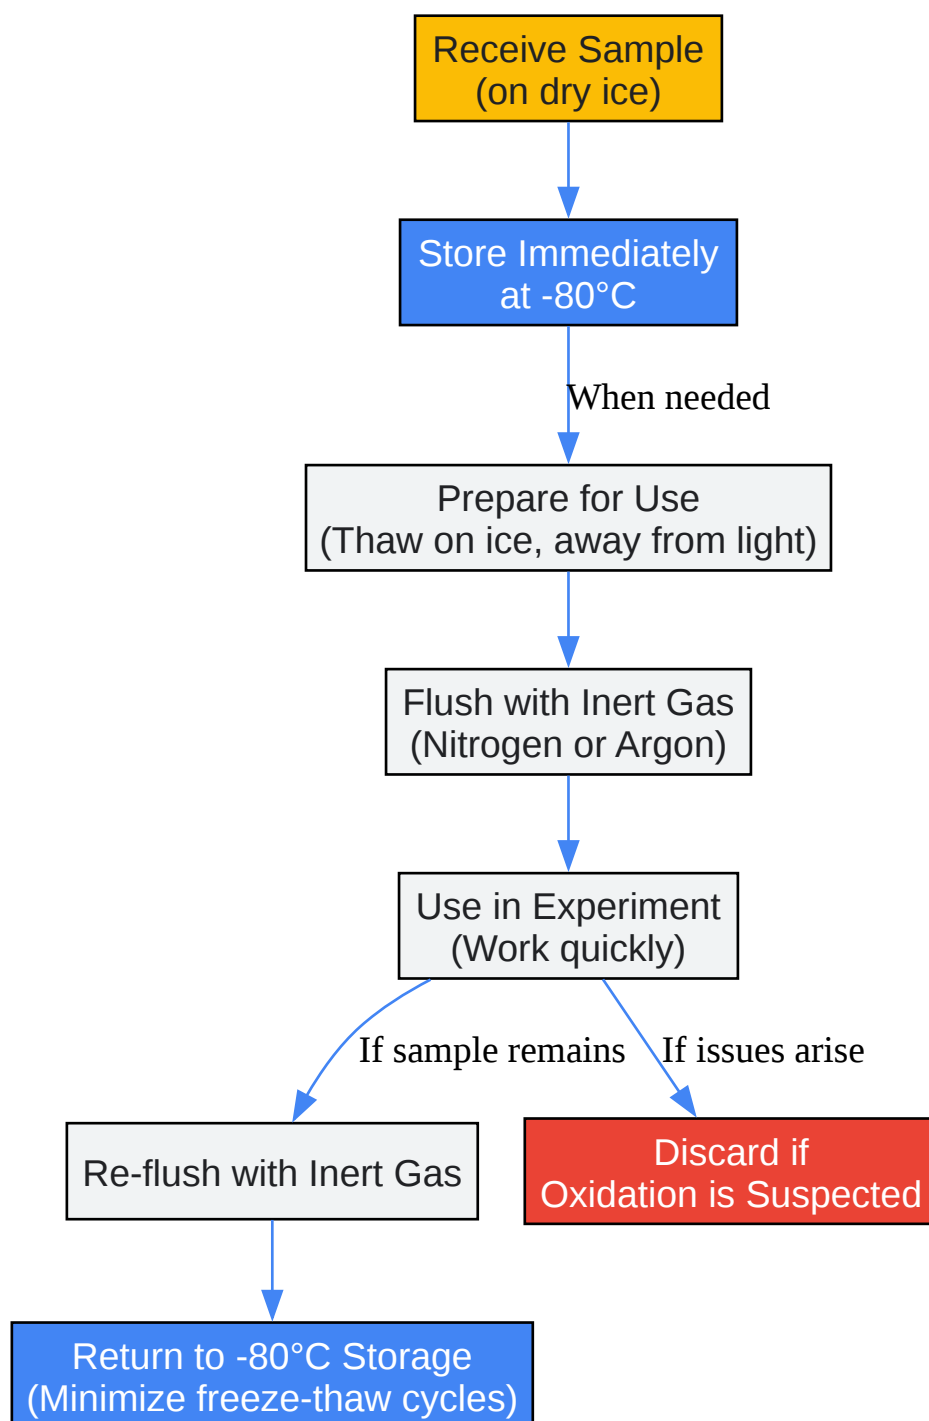 Receive Sample
(on dry ice)
Store Immediately
at -80°C
When needed
Prepare for Use
(Thaw on ice, away from light)
Flush with Inert Gas
(Nitrogen or Argon)
Use in Experiment
(Work quickly)
If sample remains
If issues arise
Re-flush with Inert Gas
Discard if
Oxidation is Suspected
Return to -80°C Storage
(Minimize freeze-thaw cycles)